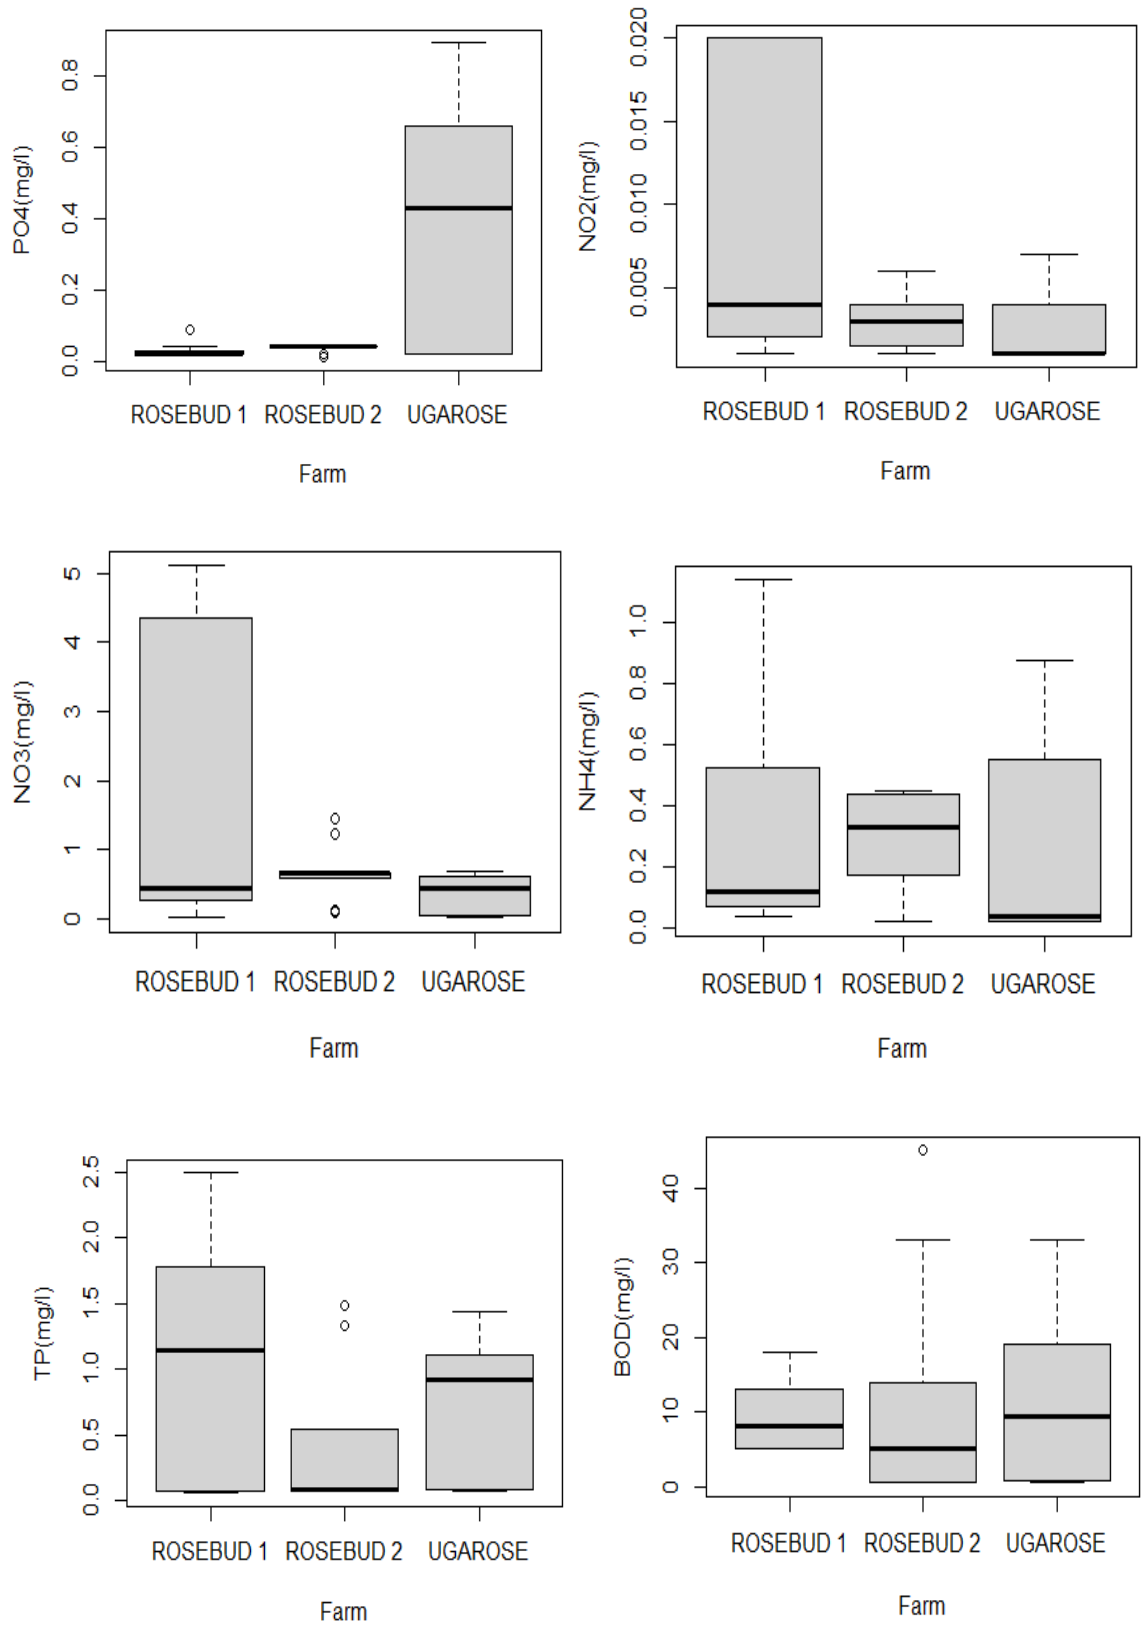 PO4(mg/l)
0.8
0.6
0.4
0.2
0.0
ROSEBUD 1 ROSEBUD 2 UGAROSE
Farm
NO2(mg/l)
0.020
0.015
0.010
0.005
ROSEBUD 1 ROSEBUD 2 UGAROSE
Farm
NO3(mg/l)
5
4
3
2
1
0
ROSEBUD 1 ROSEBUD 2 UGAROSE
Farm
NH4(mg/l)
1.0
0.8
0.6
0.4
0.2
0.0
ROSEBUD 1 ROSEBUD 2 UGAROSE
Farm
TP(mg/l)
2.5
2.0
1.5
1.0
0.5
0.0
ROSEBUD 1 ROSEBUD 2 UGAROSE
Farm
BOD(mg/l)
40
30
20
10
0
ROSEBUD 1 ROSEBUD 2 UGAROSE
Farm